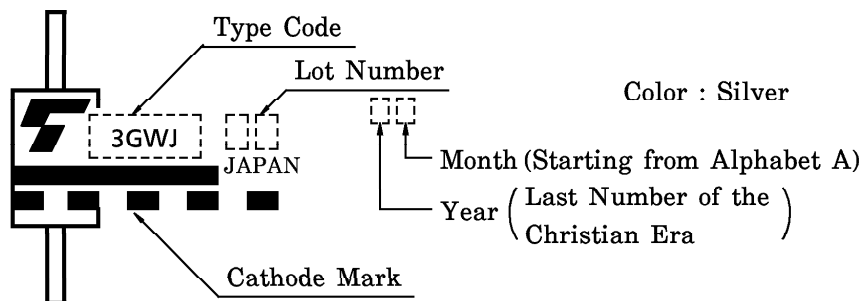 Type Code
Lot Number
Color : Silver
3GWJ
JAPAN
Month (Starting from Alphabet A)
Year (Last Number of the
Christian Era)
Cathode Mark